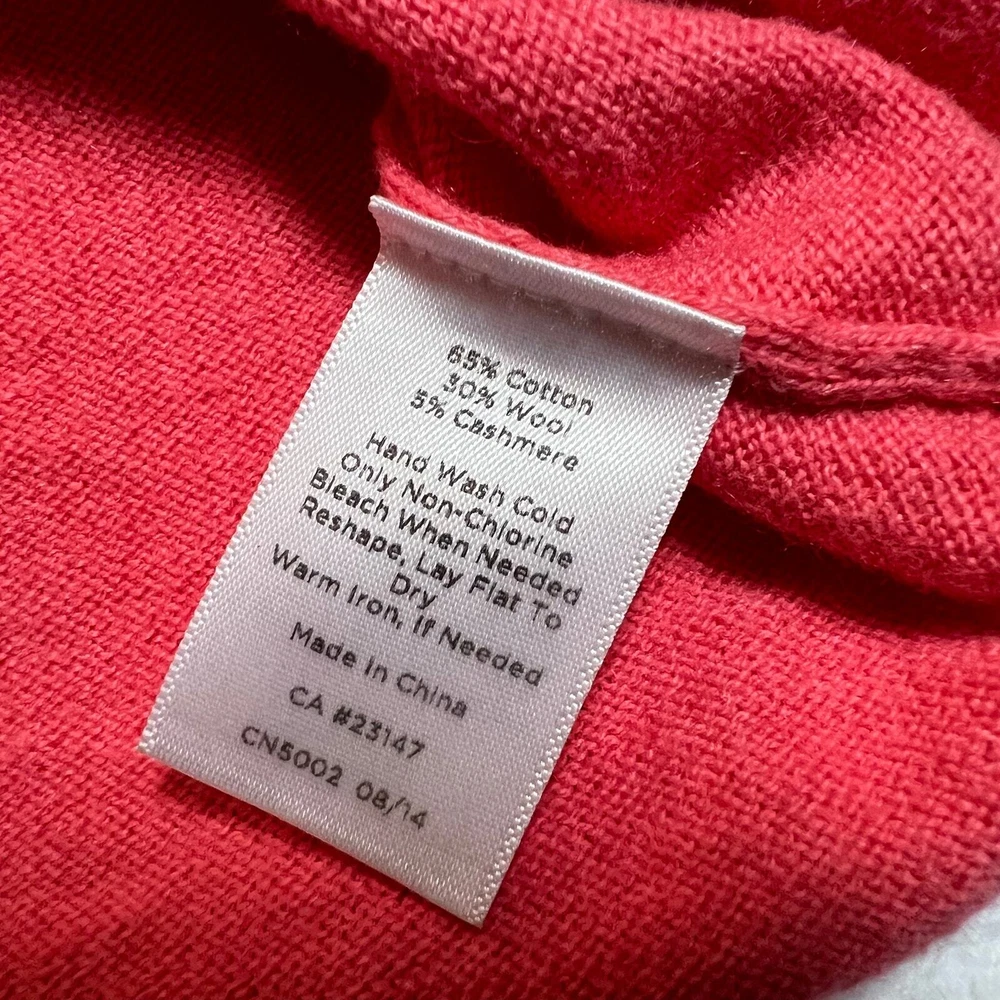 65% Cotton
30% Wool
5% Cashmere
Hand Wash Cold
Only Non-Chlorine
Bleach When Needed
Reshape, Lay Flat To
Dry
Warm Iron, If Needed
Made in China
CA #23147
CN5002 08/14